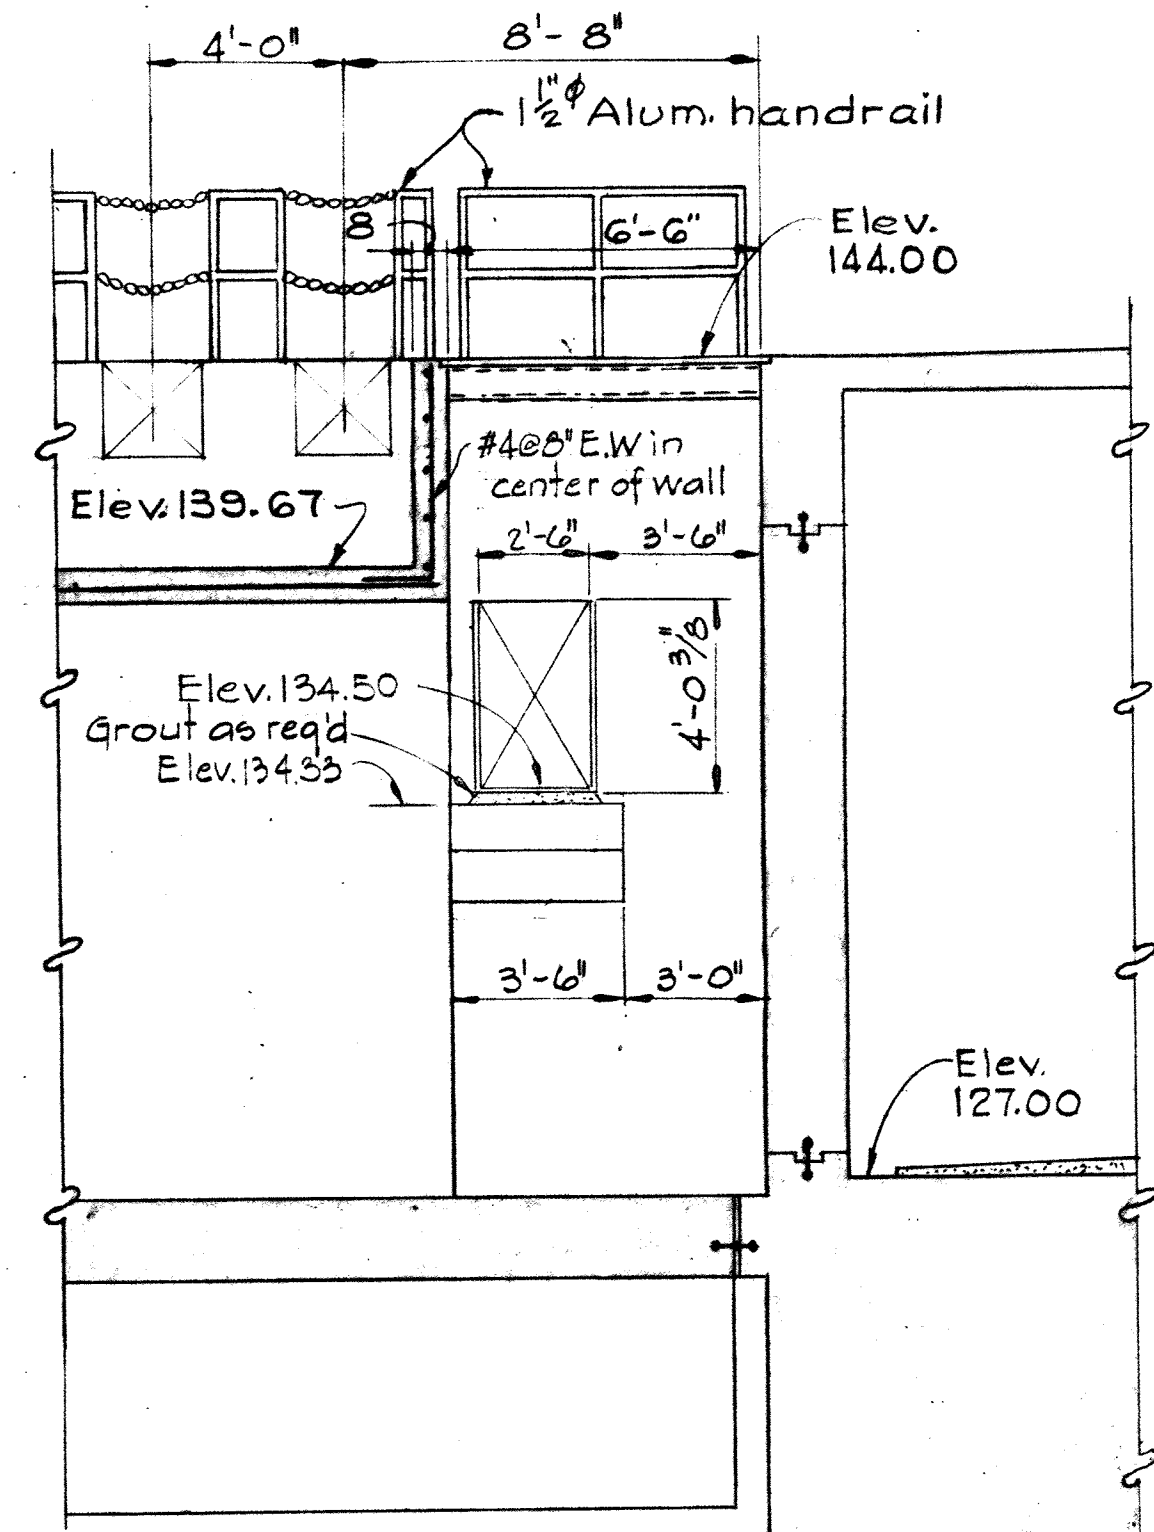 4'-0"
8'-8"
1 1/2"ϕ Alum. handrail
8
6'-6"
Elev.
144.00
#4@8" E.W in
center of wall
Elev. 139.67
2'-6"
3'-6"
4'-0 3/8"
Elev. 134.50
Grout as req'd
Elev. 134.33
3'-6"
3'-0"
Elev.
127.00